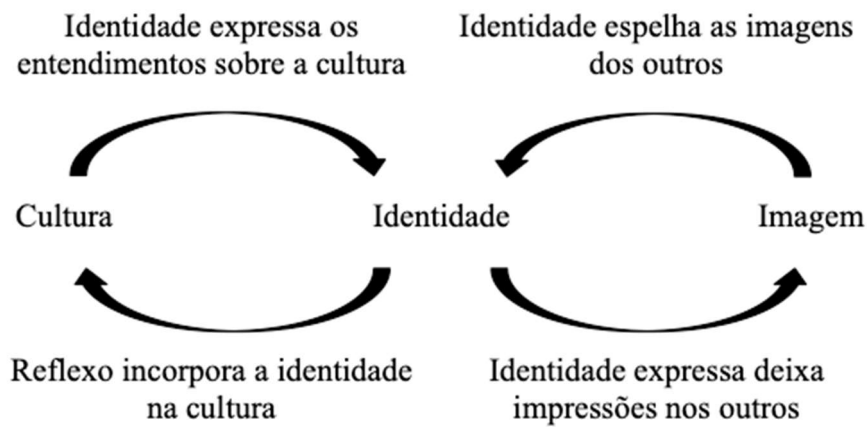 Identidade expressa os
entendimentos sobre a cultura
Identidade espelha as imagens
dos outros
Cultura
Identidade
Imagem
Reflexo incorpora a identidade
na cultura
Identidade expressa deixa
impressões nos outros